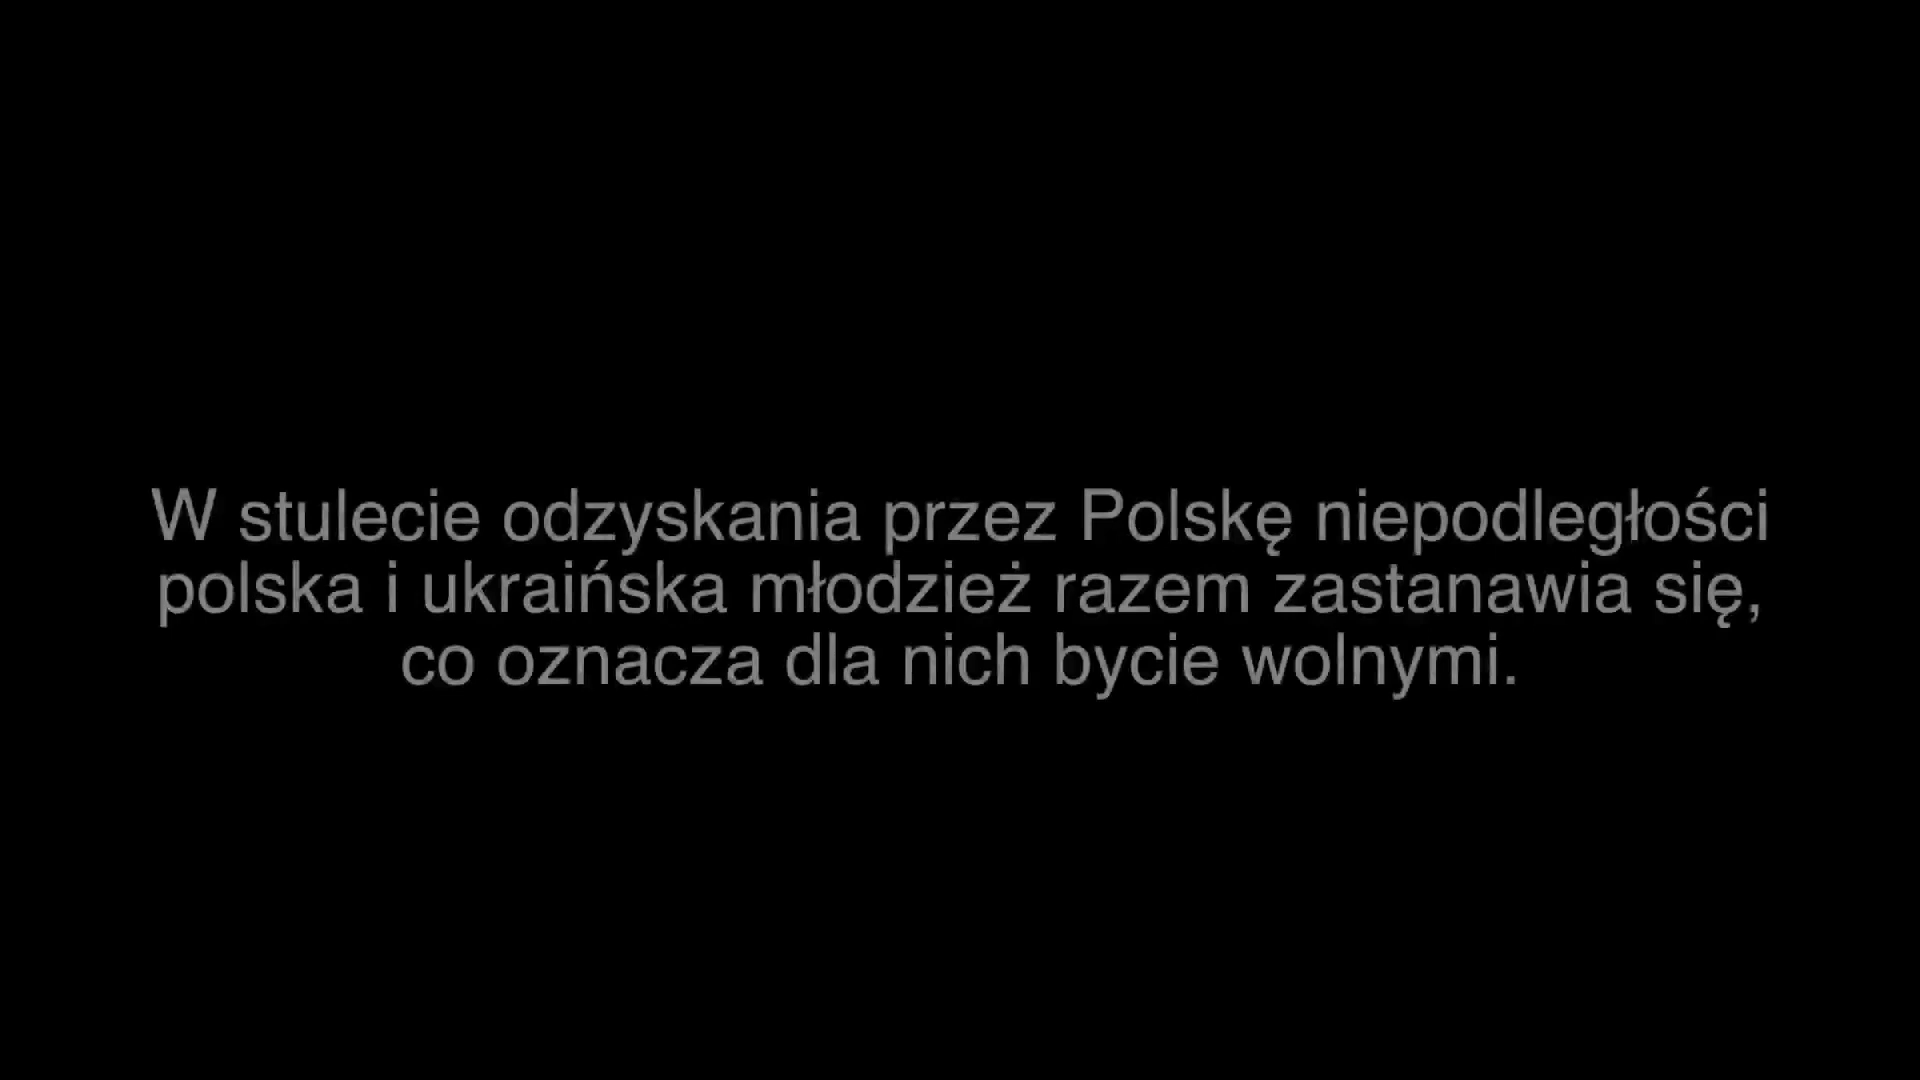 W stulecie odzyskania przez Polskę niepodległości
polska i ukraińska młodzież razem zastanawia się,
co oznacza dla nich bycie wolnymi.